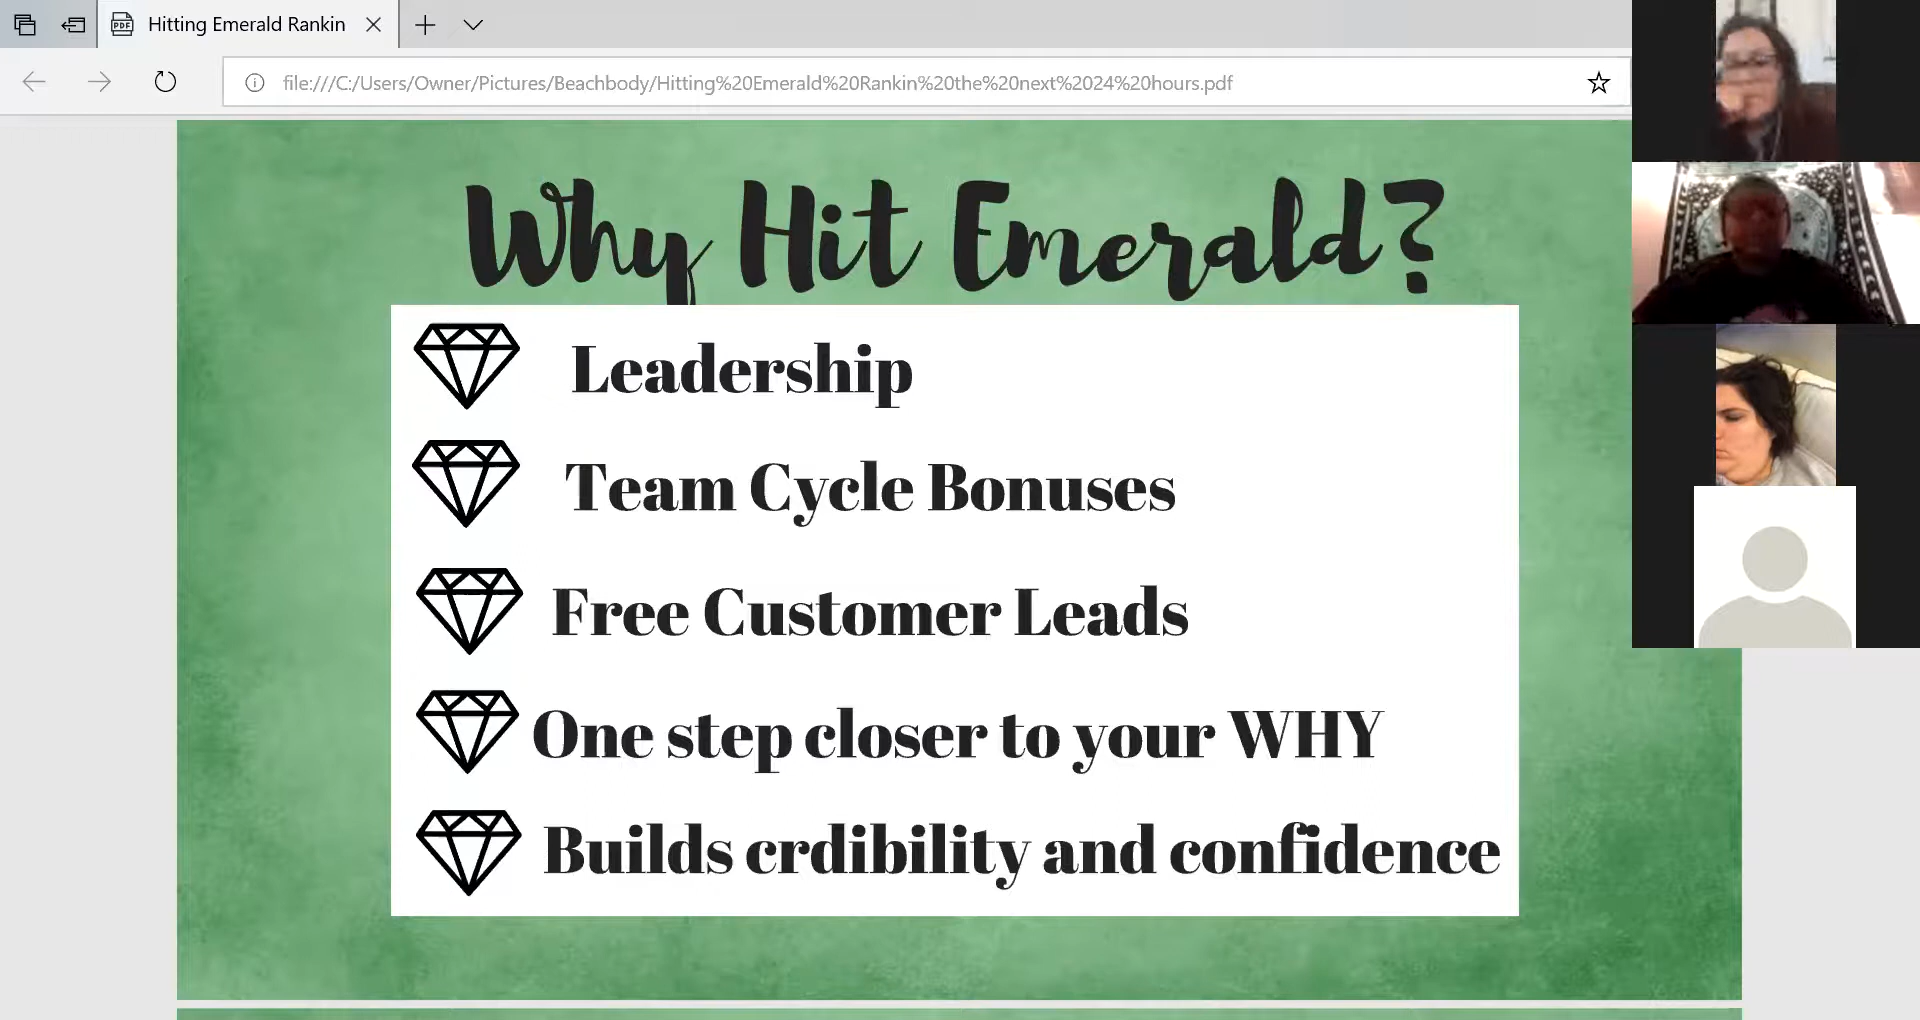 Hitting Emerald Rankin
file:///C:/Users/Owner/Pictures/Beachbody/Hitting%20Emerald%20Rankin%20the%20next%2024%20hours.pdf
Why Hit Emerald?
Leadership
Team Cycle Bonuses
Free Customer Leads
One step closer to your WHY
Builds crdibility and confidence